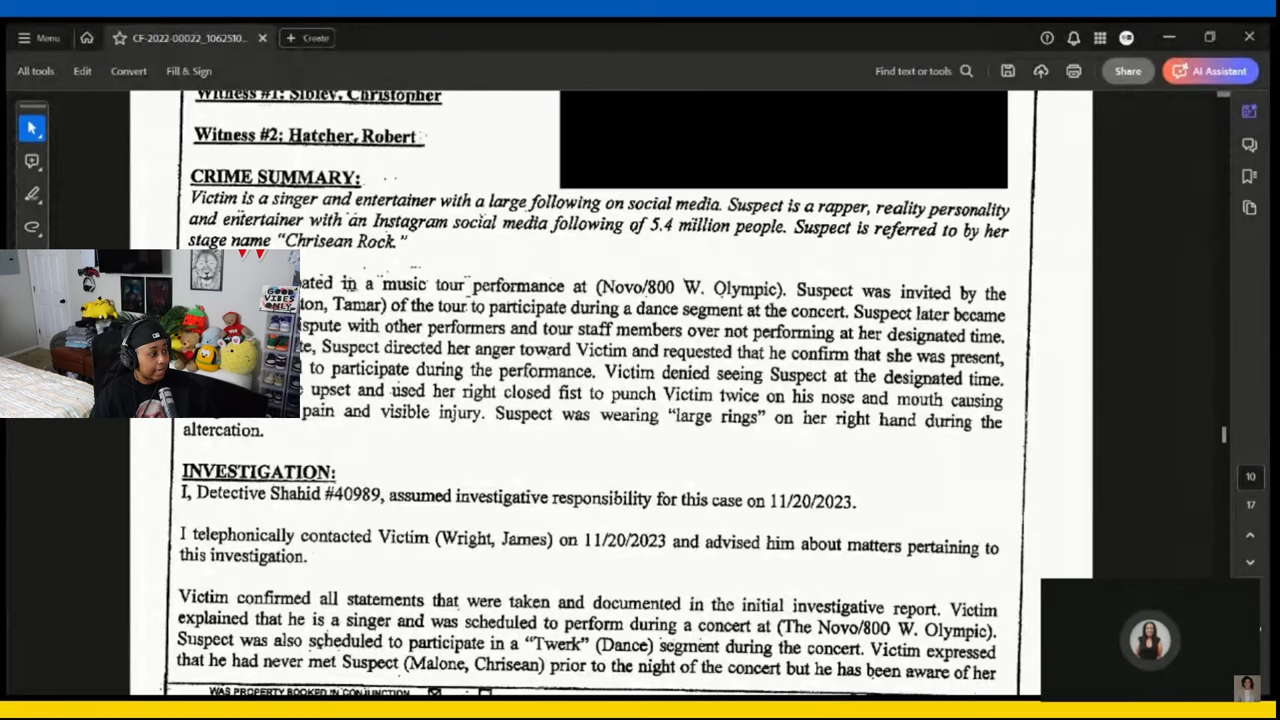 Menu
CF-2022-00022_1062510...
Create
All tools
Edit
Convert
Fill & Sign
Find text or tools
Share
AI Assistant
Witness #1: Sibley, Christopher
Witness #2: Hatcher, Robert
CRIME SUMMARY:
Victim is a singer and entertainer with a large following on social media. Suspect is a rapper, reality personality
and entertainer with an Instagram social media following of 5.4 million people. Suspect is referred to by her
stage name "Chrisean Rock."
ated in a music tour performance at (Novo/800 W. Olympic). Suspect was invited by the
on, Tamar) of the tour to participate during a dance segment at the concert. Suspect later became
spute with other performers and tour staff members over not performing at her designated time.
e, Suspect directed her anger toward Victim and requested that he confirm that she was present,
to participate during the performance. Victim denied seeing Suspect at the designated time.
upset and used her right closed fist to punch Victim twice on his nose and mouth causing
pain and visible injury. Suspect was wearing "large rings" on her right hand during the
altercation.
GOOD
VIBES
ONLY
INVESTIGATION:
I, Detective Shahid #40989, assumed investigative responsibility for this case on 11/20/2023.
I telephonically contacted Victim (Wright, James) on 11/20/2023 and advised him about matters pertaining to
this investigation.
Victim confirmed all statements that were taken and documented in the initial investigative report. Victim
explained that he is a singer and was scheduled to perform during a concert at (The Novo/800 W. Olympic).
Suspect was also scheduled to participate in a "Twerk" (Dance) segment during the concert. Victim expressed
that he had never met Suspect (Malone, Chrisean) prior to the night of the concert but he has been aware of her
WAS PROPERTY BOOKED IN CONJUNCTION
10
17